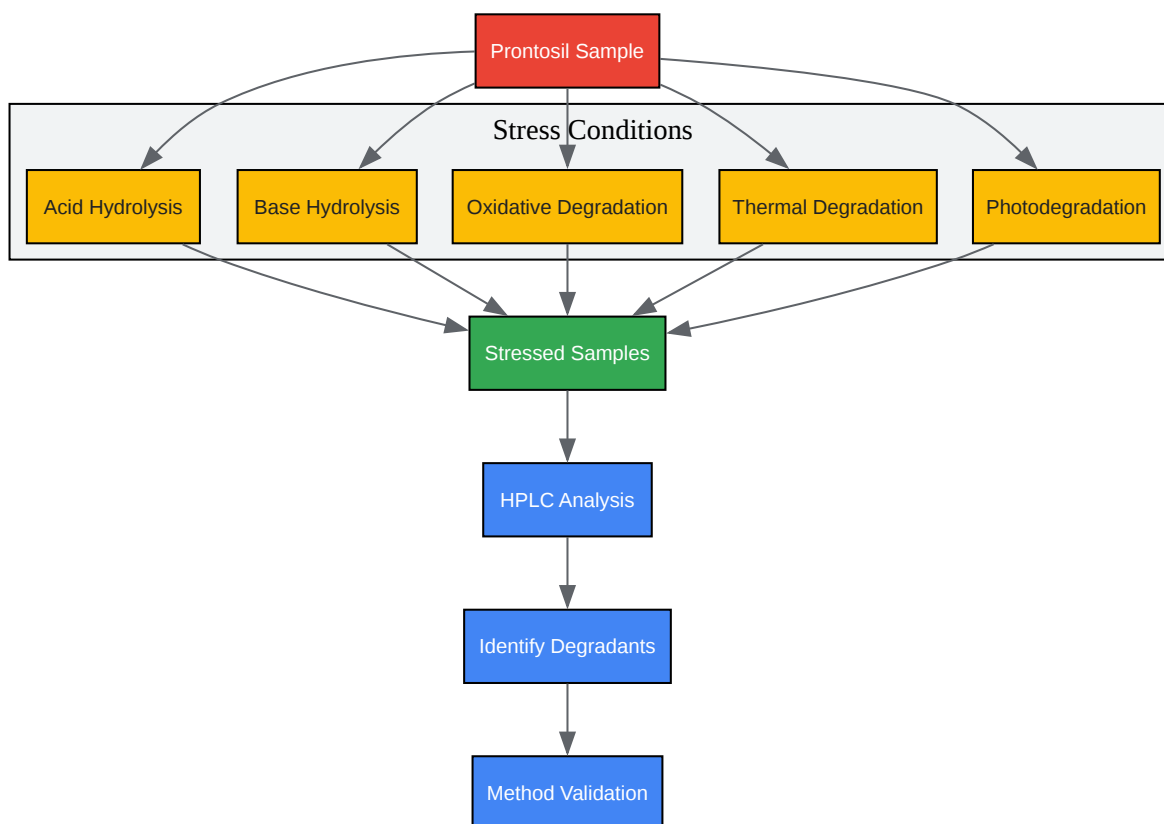 Prontosil Sample
Stress Conditions
Acid Hydrolysis
Base Hydrolysis
Oxidative Degradation
Thermal Degradation
Photodegradation
Stressed Samples
HPLC Analysis
Identify Degradants
Method Validation